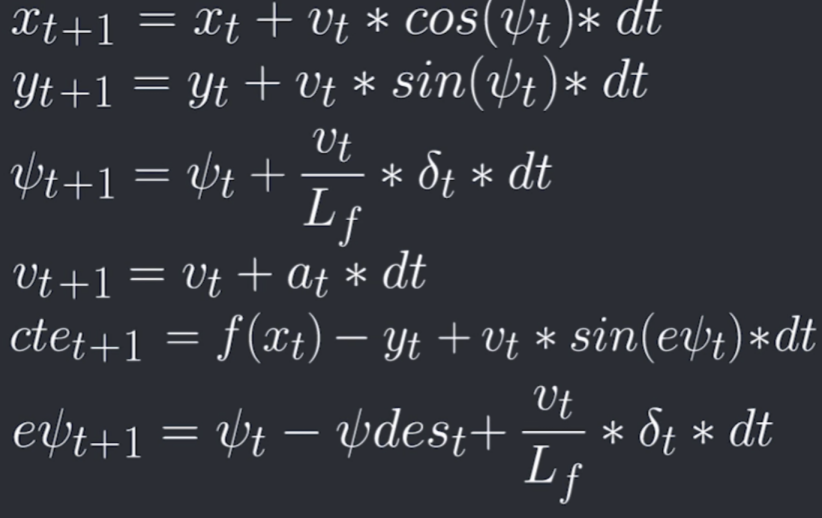 x_{t+1} = x_t + v_t * cos(ψ_t) * dt
y_{t+1} = y_t + v_t * sin(ψ_t) * dt
ψ_{t+1} = ψ_t + \frac{v_t}{L_f} * δ_t * dt
v_{t+1} = v_t + a_t * dt
cte_{t+1} = f(x_t) − y_t + v_t * sin(eψ_t) * dt
eψ_{t+1} = ψ_t − ψdes_t + \frac{v_t}{L_f} * δ_t * dt